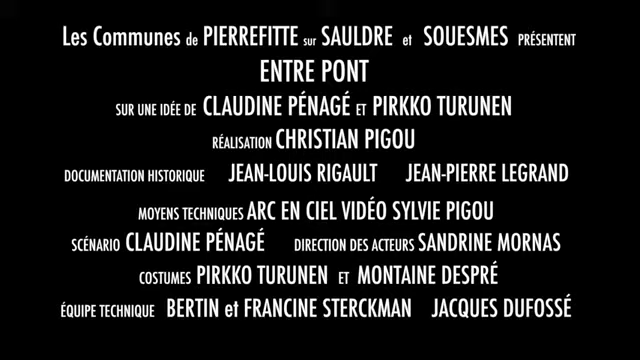 Les Communes de PIERREFITTE sur SAULDRE et SOUESMES PRÉSENTENT
ENTRE PONT
SUR UNE IDÉE DE CLAUDINE PÉNAGÉ ET PIRKKO TURUNEN
RÉALISATION CHRISTIAN PIGOU
DOCUMENTATION HISTORIQUE JEAN-LOUIS RIGAULT JEAN-PIERRE LEGRAND
MOYENS TECHNIQUES ARC EN CIEL VIDÉO SYLVIE PIGOU
SCÉNARIO CLAUDINE PÉNAGÉ DIRECTION DES ACTEURS SANDRINE MORNAS
COSTUMES PIRKKO TURUNEN ET MONTAINE DESPRÉ
ÉQUIPE TECHNIQUE BERTIN et FRANCINE STERCKMAN JACQUES DUFOSSÉ